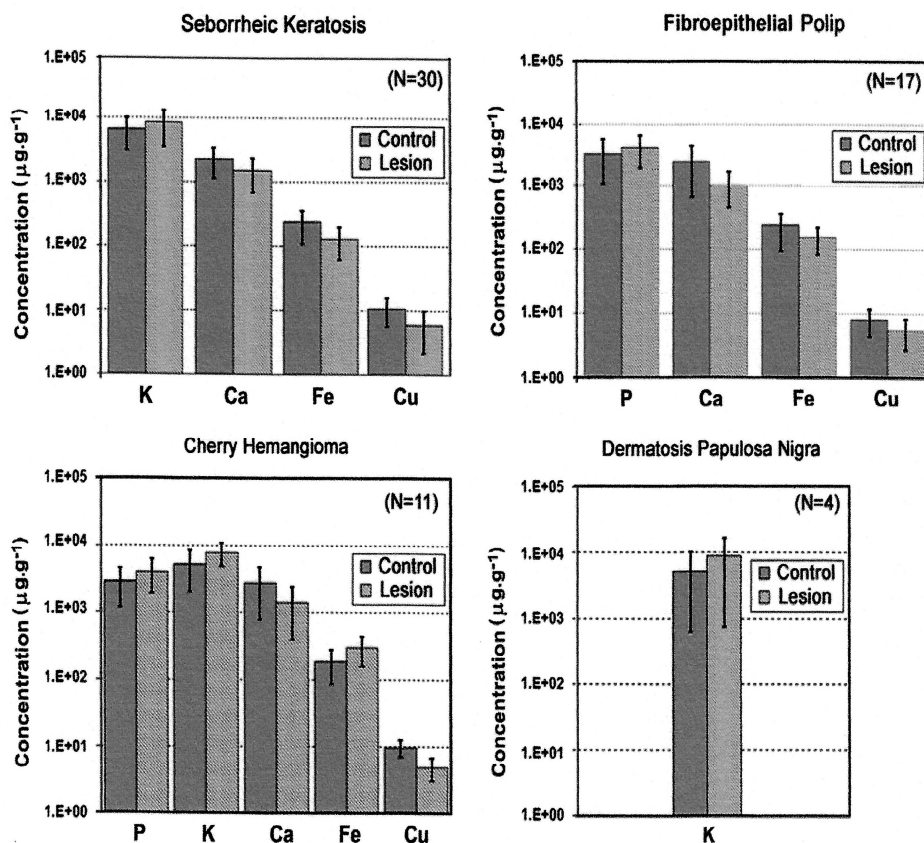 Seborrheic Keratosis
Concentration (µg.g⁻¹)
1.E+05
1.E+04
1.E+03
1.E+02
1.E+01
1.E+00
(N=30)
Control
Lesion
K Ca Fe Cu
Fibroepithelial Polip
Concentration (µg.g⁻¹)
1.E+05
1.E+04
1.E+03
1.E+02
1.E+01
1.E+00
(N=17)
Control
Lesion
P Ca Fe Cu
Cherry Hemangioma
Concentration (µg.g⁻¹)
1.E+05
1.E+04
1.E+03
1.E+02
1.E+01
1.E+00
(N=11)
Control
Lesion
P K Ca Fe Cu
Dermatosis Papulosa Nigra
Concentration (µg.g⁻¹)
1.E+05
1.E+04
1.E+03
1.E+02
1.E+01
1.E+00
(N=4)
Control
Lesion
K